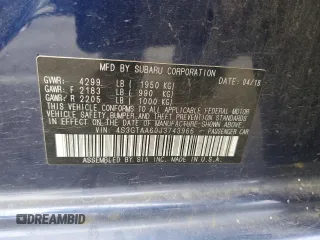 MFD BY SUBARU CORPORATION DATE: 04/18
GVWR: 4299 LB ( 1950 KG)
GAWR: F 2183 LB ( 990 KG)
GAWR: R 2205 LB ( 1000 KG)
THIS VEHICLE CONFORMS TO ALL APPLICABLE FEDERAL MOTOR
VEHICLE SAFETY, BUMPER, AND THEFT PREVENTION STANDARDS IN
EFFECT ON THE DATE OF MANUFACTURE SHOWN ABOVE.
VIN: 4S3GTAA60J3743966 PASSENGER CAR
ASSEMBLED BY SIA INC. MADE IN U.S.A.
DREAMBID